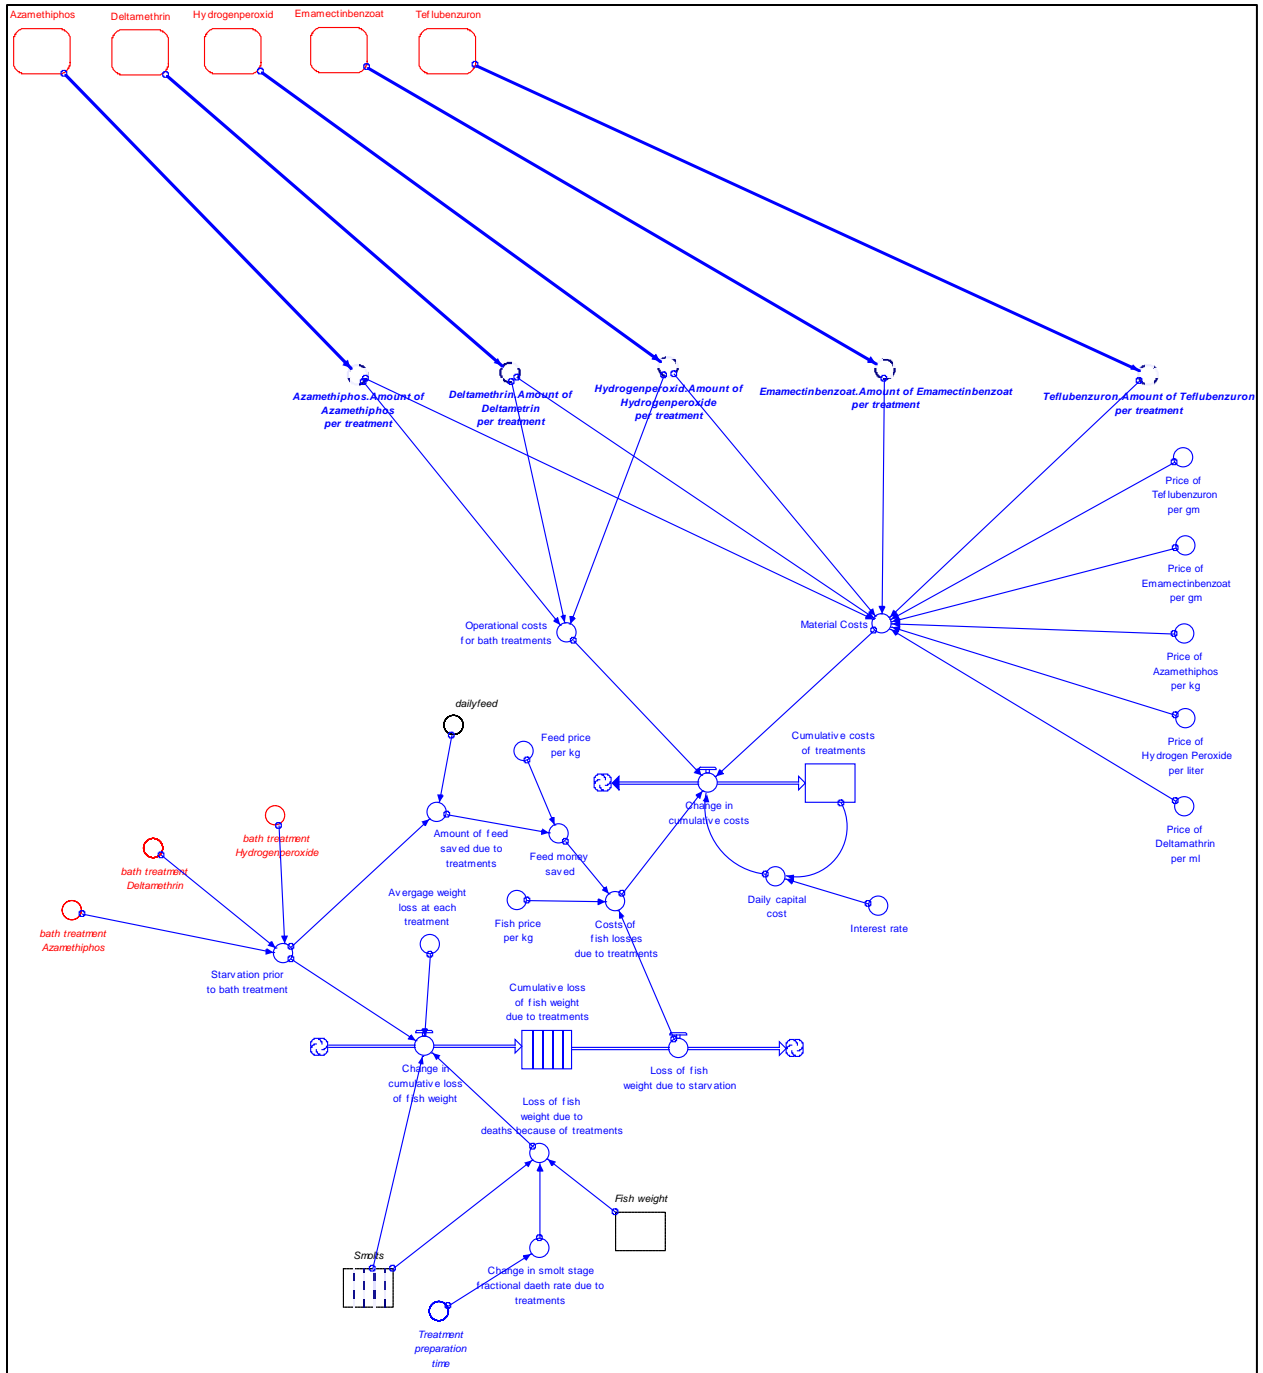 Azamethiphos
Deltamethrin
Hydrogenperoxid
Emamectinbenzoat
Teflubenzuron
Azamethiphos.Amount of
Azamethiphos
per treatment
Deltamethrin.Amount of
Deltametrin
per treatment
Hydrogenperoxid.Amount of
Hydrogenperoxide
per treatment
Emamectinbenzoat.Amount of Emamectinbenzoat
per treatment
Teflubenzuron.Amount of Teflubenzuron
per treatment
Price of
Teflubenzuron
per gm
Price of
Emamectinbenzoat
per gm
Operational costs
for bath treatments
Material Costs
Price of
Azamethiphos
per kg
dailyfeed
Feed price
per kg
Cumulative costs
of treatments
Price of
Hydrogen Peroxide
per liter
Change in
cumulative costs
bath treatment
Hydrogenperoxide
Amount of feed
saved due to
treatments
Feed money
saved
Price of
Deltamathrin
per ml
bath treatment
Deltamethrin
Avergage weight
loss at each
treatment
Fish price
per kg
Costs of
fish losses
due to treatments
Daily capital
cost
Interest rate
bath treatment
Azamethiphos
Starvation prior
to bath treatment
Cumulative loss
of fish weight
due to treatments
Change in
cumulative loss
of fish weight
Loss of fish
weight due to starvation
Loss of fish
weight due to
deaths because of treatments
Fish weight
Smolts
Change in smolt stage
fractional daeth rate due to
treatments
Treatment
preparation
time